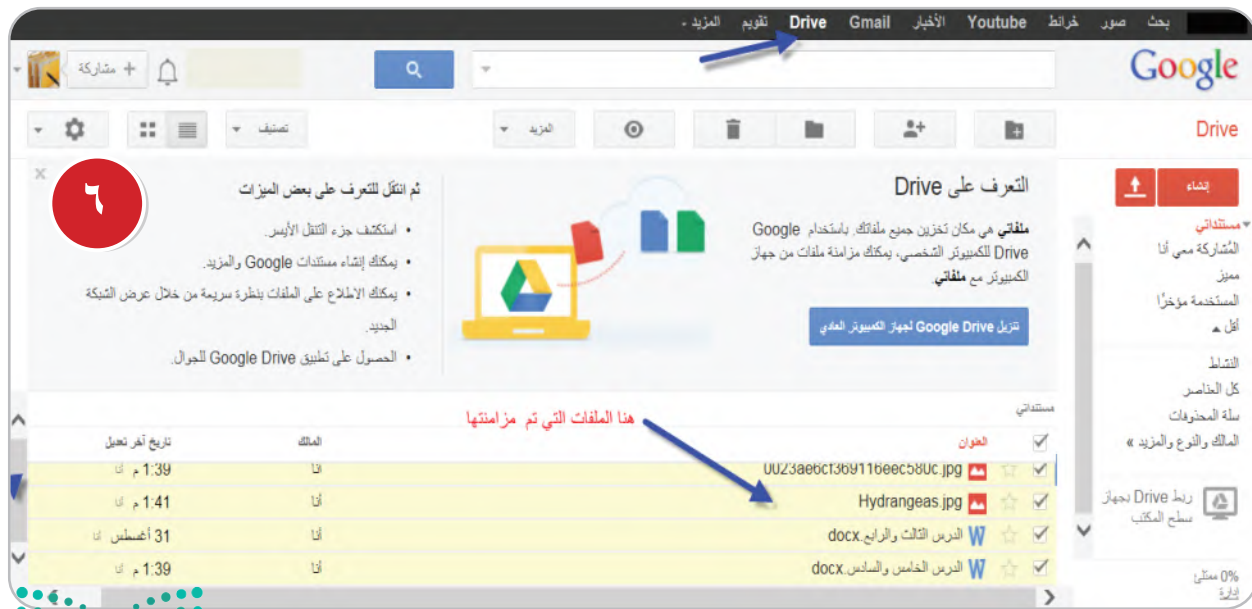 بحث صور خرائط Youtube الأخبار Gmail Drive تقويم المزيد
Google
+ مشاركة
Drive
المزيد
تصنيف
٦
إنشاء
مستنداتي
المُشاركة معي أنا
مميز
المستخدمة مؤخرًا
أقل
النشاط
كل العناصر
سلة المحذوفات
المالك والنوع والمزيد »
ربط Drive بجهاز
سطح المكتب
0% ممتلئ
إدارة
التعرف على Drive
ملفاتي هي مكان تخزين جميع ملفاتك. باستخدام Google
Drive للكمبيوتر الشخصي، يمكنك مزامنة ملفات من جهاز
الكمبيوتر مع ملفاتي.
تنزيل Google Drive لجهاز الكمبيوتر العادي
ثم انتقل للتعرف على بعض الميزات
• استكشف جزء التنقل الأيسر.
• يمكنك إنشاء مستندات Google والمزيد.
• يمكنك الاطلاع على الملفات بنظرة سريعة من خلال عرض الشبكة
الجديد.
• الحصول على تطبيق Google Drive للجوال.
مستنداتي
هنا الملفات التي تم مزامنتها
العنوان المالك تاريخ آخر تعديل
0023ae6cf369116eec580c.jpg أنا 1:39 م أنا
Hydrangeas.jpg أنا 1:41 م أنا
الدرس الثالث والرابع.docx أنا 31 أغسطس أنا
الدرس الخامس والسادس.docx أنا 1:39 م أنا